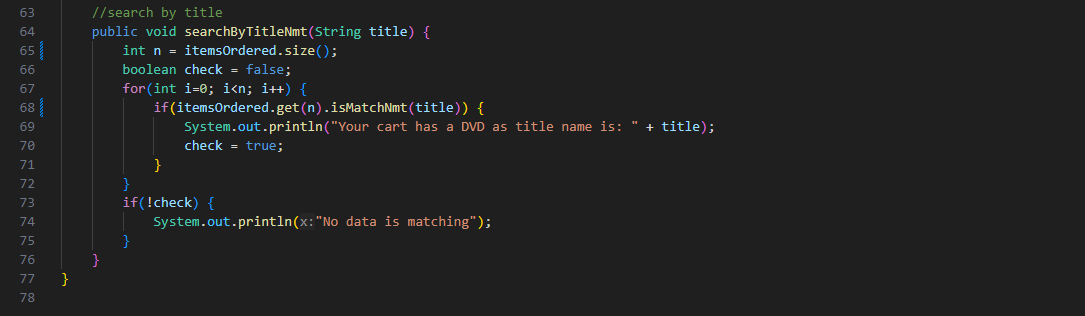 63 //search by title
64 public void searchByTitleNmt(String title) {
65 int n = itemsOrdered.size();
66 boolean check = false;
67 for(int i=0; i<n; i++) {
68 if(itemsOrdered.get(n).isMatchNmt(title)) {
69 System.out.println("Your cart has a DVD as title name is: " + title);
70 check = true;
71 }
72 }
73 if(!check) {
74 System.out.println(x:"No data is matching");
75 }
76 }
77 }
78